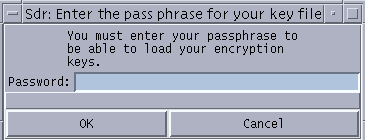 Sdr: Enter the pass phrase for your key file
You must enter your passphrase to
be able to load your encryption
keys.
Password:
OK Cancel